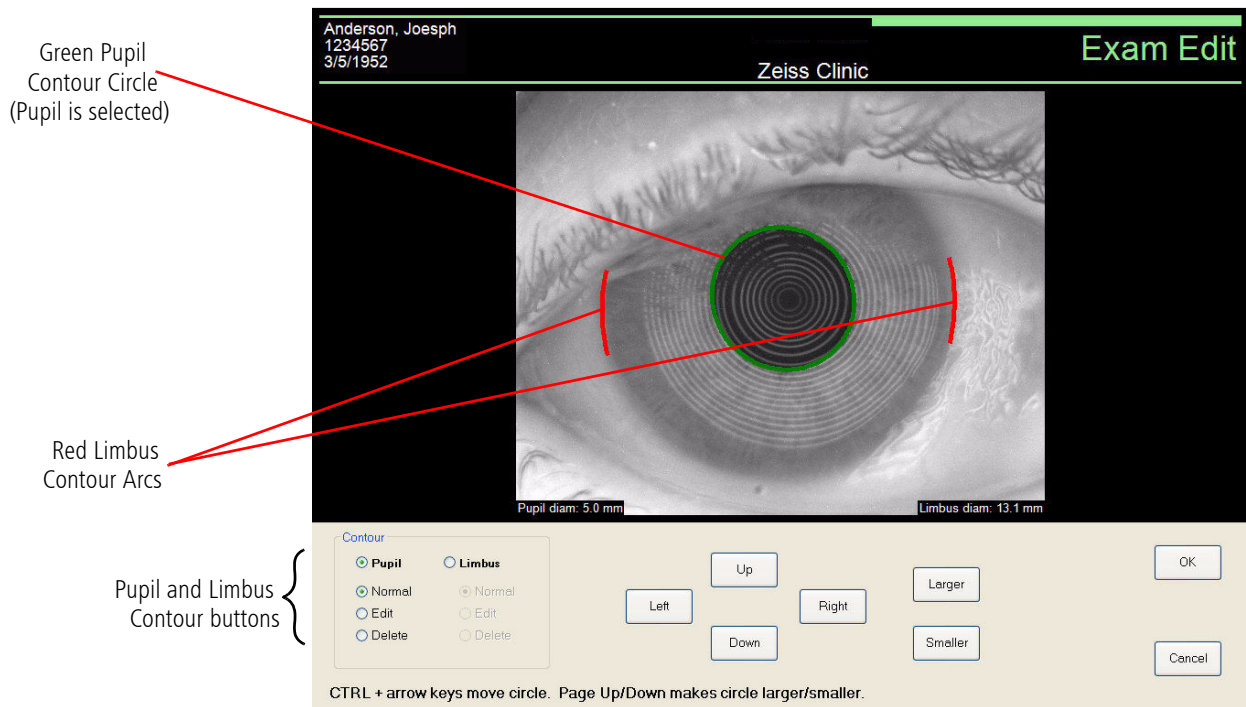 Anderson, Joesph
1234567
3/5/1952
Zeiss Clinic
Exam Edit
Green Pupil
Contour Circle
(Pupil is selected)
Red Limbus
Contour Arcs
Pupil diam: 5.0 mm
Limbus diam: 13.1 mm
Pupil and Limbus
Contour buttons
Contour
Pupil Limbus
Normal Normal
Edit Edit
Delete Delete
Up
Left
Right
Down
Larger
Smaller
OK
Cancel
CTRL + arrow keys move circle. Page Up/Down makes circle larger/smaller.